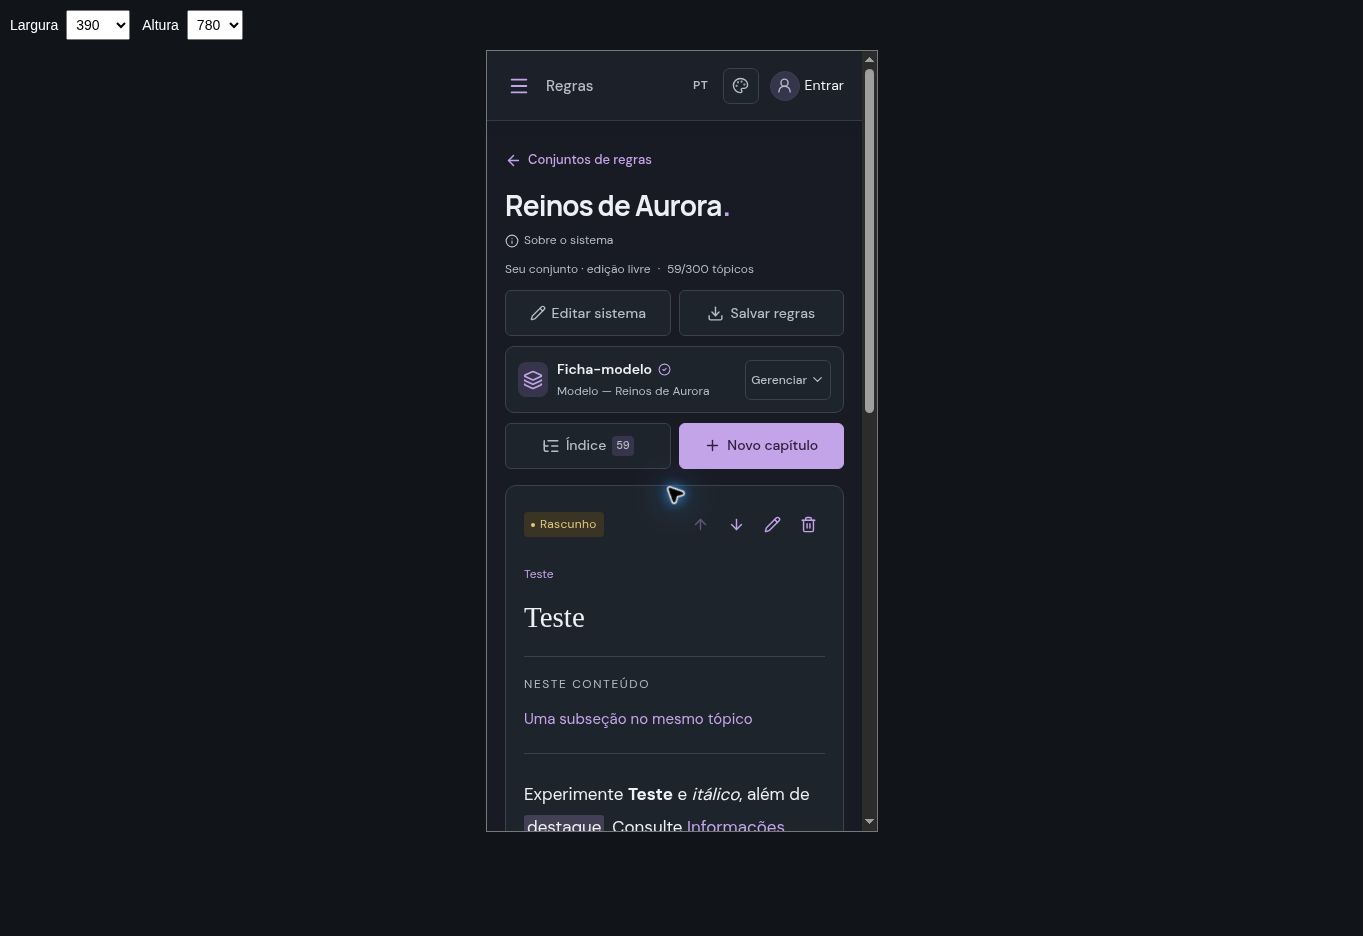 Largura 390 Altura 780
Regras PT Entrar
Conjuntos de regras
Reinos de Aurora.
Sobre o sistema
Seu conjunto · edição livre · 59/300 tópicos
Editar sistema Salvar regras
Ficha-modelo
Modelo — Reinos de Aurora
Gerenciar
Índice 59 Novo capítulo
• Rascunho
Teste
Teste
NESTE CONTEÚDO
Uma subseção no mesmo tópico
Experimente Teste e itálico, além de
destaque. Consulte Informações